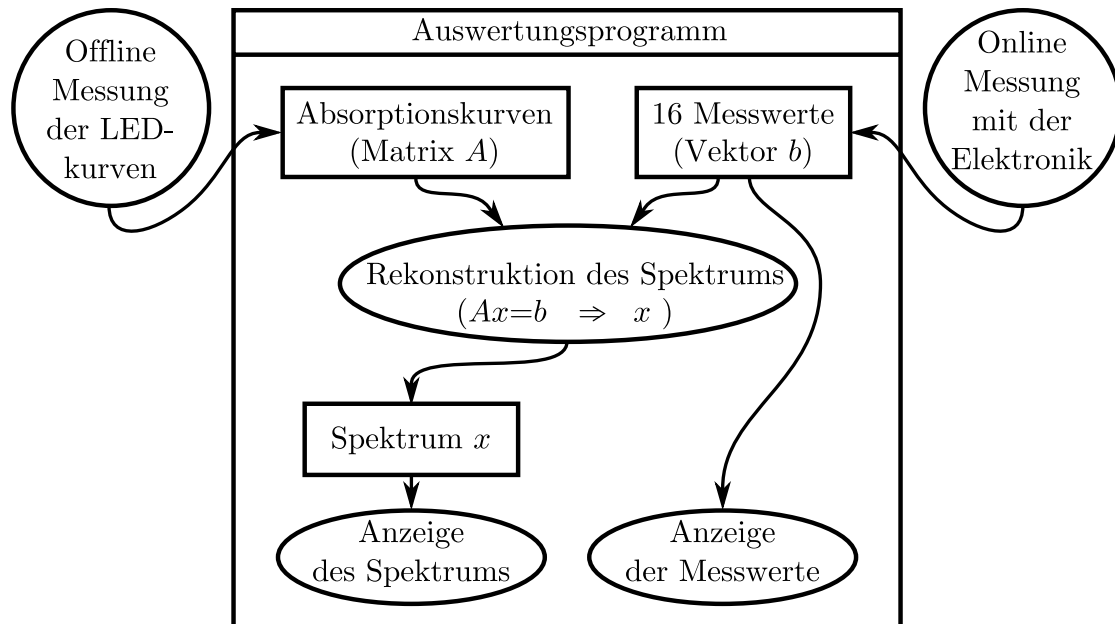 Auswertungsprogramm
Offline
Messung
der LED-
kurven
Online
Messung
mit der
Elektronik
Absorptionskurven
(Matrix A)
16 Messwerte
(Vektor b)
Rekonstruktion des Spektrums
(Ax=b ⇒ x )
Spektrum x
Anzeige
des Spektrums
Anzeige
der Messwerte